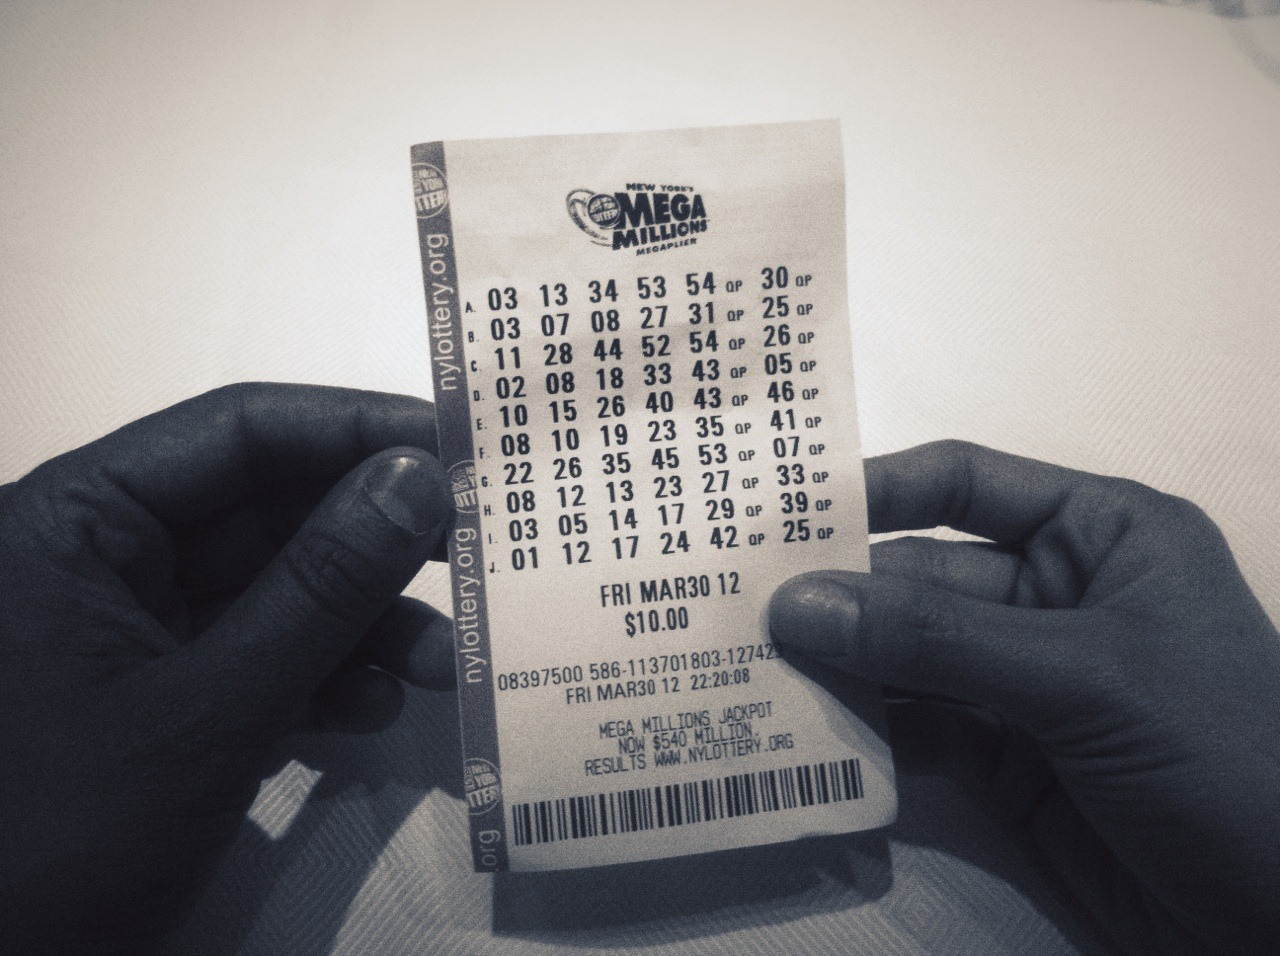 NEW YORK'S
MEGA
MILLIONS
MEGAPLIER
A. 03 13 34 53 54 QP 30 QP
B. 03 07 08 27 31 QP 25 QP
C. 11 28 44 52 54 QP 26 QP
D. 02 08 18 33 43 QP 05 QP
E. 10 15 26 40 43 QP 46 QP
F. 08 10 19 23 35 QP 41 QP
G. 22 26 35 45 53 QP 07 QP
H. 08 12 13 23 27 QP 33 QP
I. 03 05 14 17 29 QP 39 QP
J. 01 12 17 24 42 QP 25 QP
FRI MAR30 12
$10.00
08397500 586-113701803-12742
FRI MAR30 12 22:20:08
MEGA MILLIONS JACKPOT
NOW $540 MILLION.
RESULTS WWW.NYLOTTERY.ORG
nylottery.org
nylottery.org
org